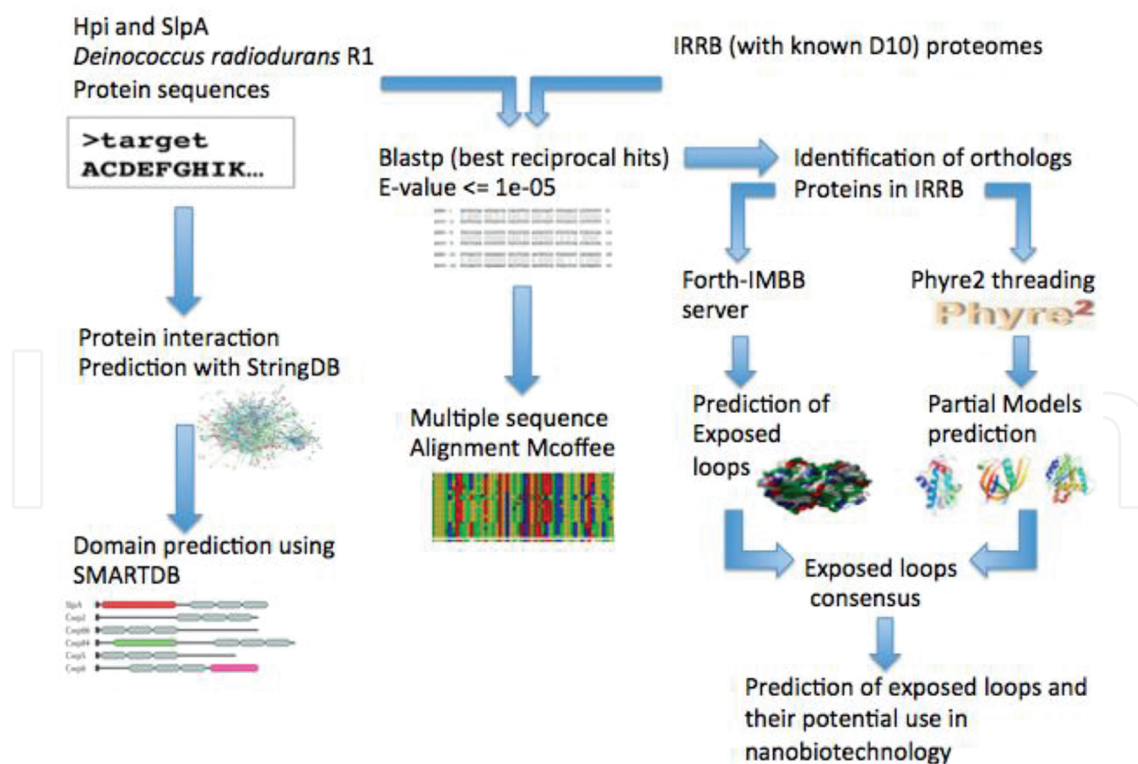 Hpi and SlpA
Deinococcus radiodurans R1
Protein sequences
>target
ACDEFGHIK...
Protein interaction
Prediction with StringDB
Domain prediction using
SMARTDB
SlpA
IRRB (with known D10) proteomes
Blastp (best reciprocal hits)
E-value <= 1e-05
Multiple sequence
Alignment Mcoffee
Identification of orthologs
Proteins in IRRB
Forth-IMBB
server
Prediction of
Exposed
loops
Phyre2 threading
Phyre2
Partial Models
prediction
Exposed loops
consensus
Prediction of exposed loops and
their potential use in
nanobiotechnology